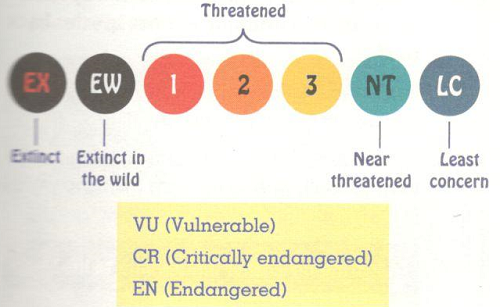 Threatened
EX EW 1 2 3 NT LC
Extinct Extinct in the wild Near threatened Least concern
VU (Vulnerable)
CR (Critically endangered)
EN (Endangered)